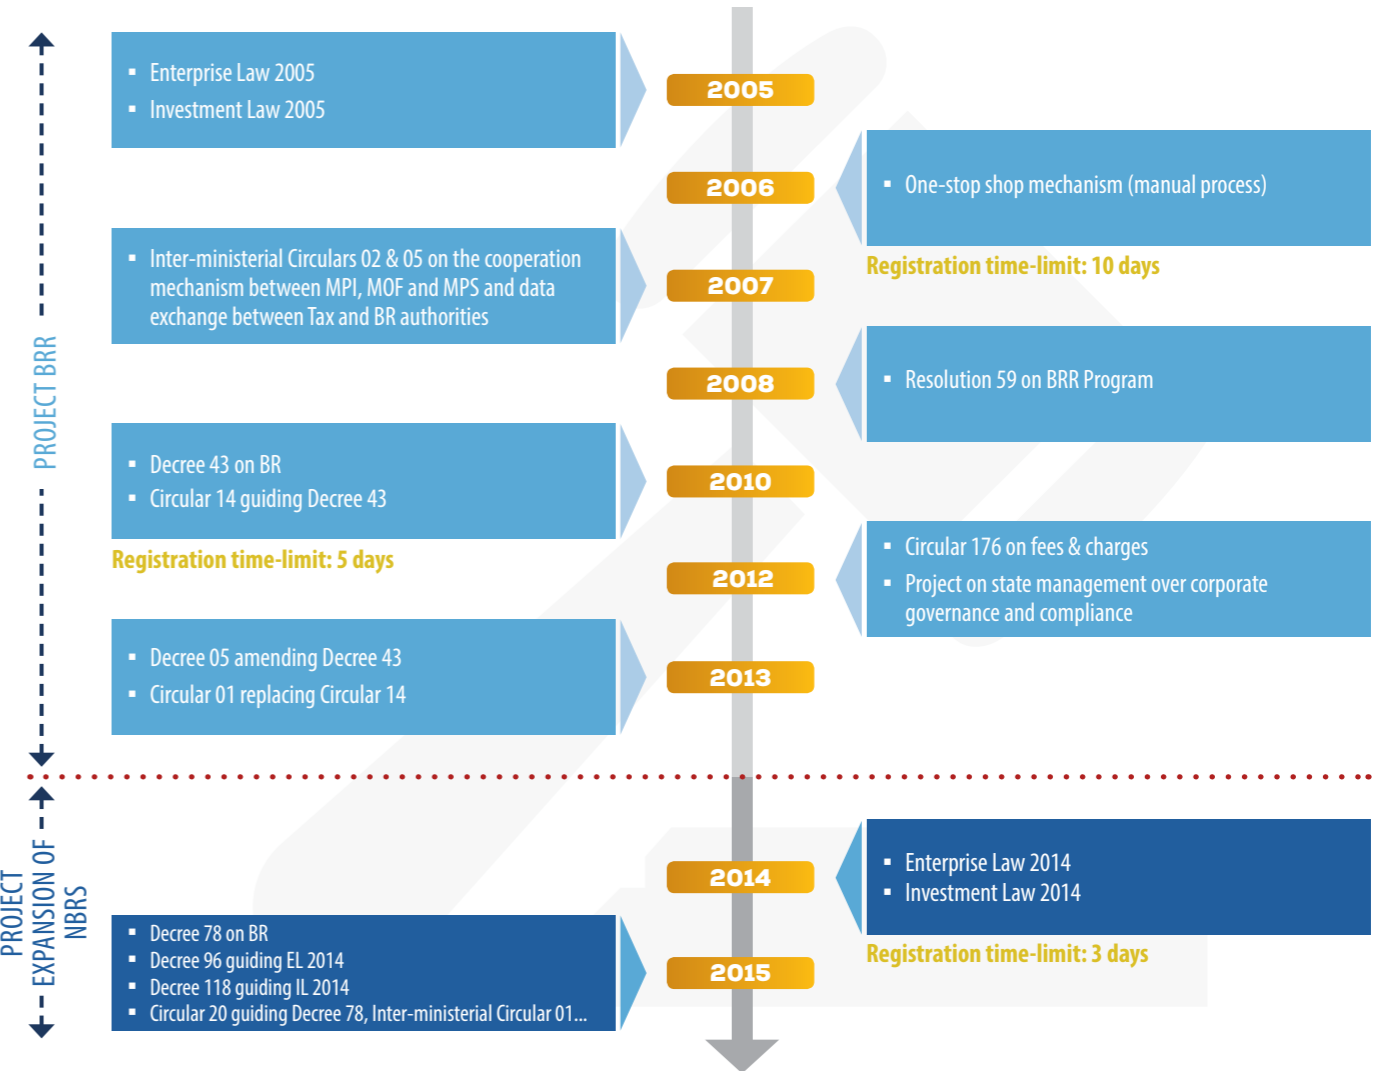 ▪ Enterprise Law 2005
▪ Investment Law 2005
2005
2006
▪ One-stop shop mechanism (manual process)
Registration time-limit: 10 days
▪ Inter-ministerial Circulars 02 & 05 on the cooperation
mechanism between MPI, MOF and MPS and data
exchange between Tax and BR authorities
2007
2008
▪ Resolution 59 on BRR Program
PROJECT BRR
▪ Decree 43 on BR
▪ Circular 14 guiding Decree 43
Registration time-limit: 5 days
2010
2012
▪ Circular 176 on fees & charges
▪ Project on state management over corporate
governance and compliance
▪ Decree 05 amending Decree 43
▪ Circular 01 replacing Circular 14
2013
PROJECT
EXPANSION OF
NBRS
2014
▪ Enterprise Law 2014
▪ Investment Law 2014
Registration time-limit: 3 days
▪ Decree 78 on BR
▪ Decree 96 guiding EL 2014
▪ Decree 118 guiding IL 2014
▪ Circular 20 guiding Decree 78, Inter-ministerial Circular 01...
2015